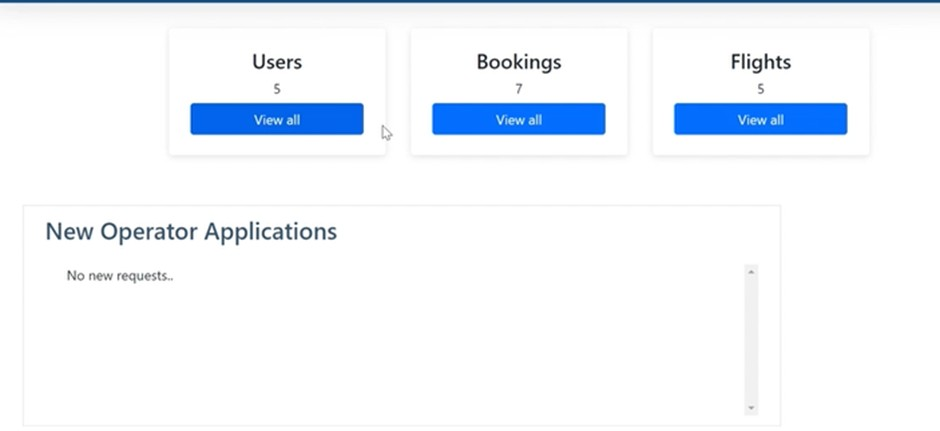 Users
5
View all
Bookings
7
View all
Flights
5
View all
New Operator Applications
No new requests..